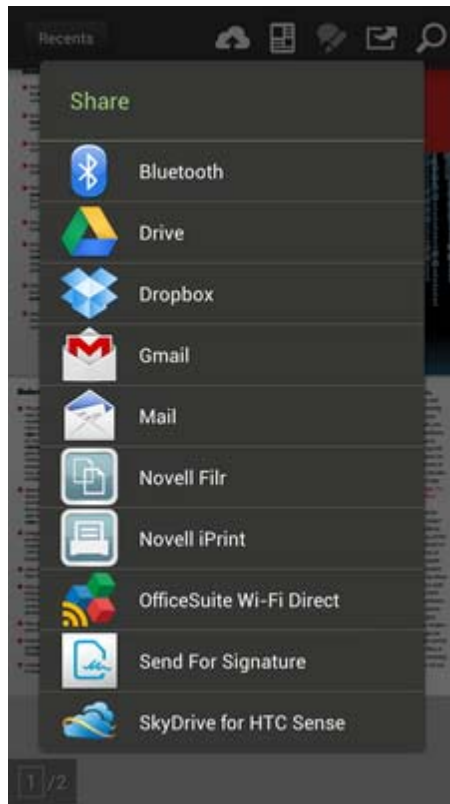 Recents
Share
Bluetooth
Drive
Dropbox
Gmail
Mail
Novell Filr
Novell iPrint
OfficeSuite Wi-Fi Direct
Send For Signature
SkyDrive for HTC Sense
1/2